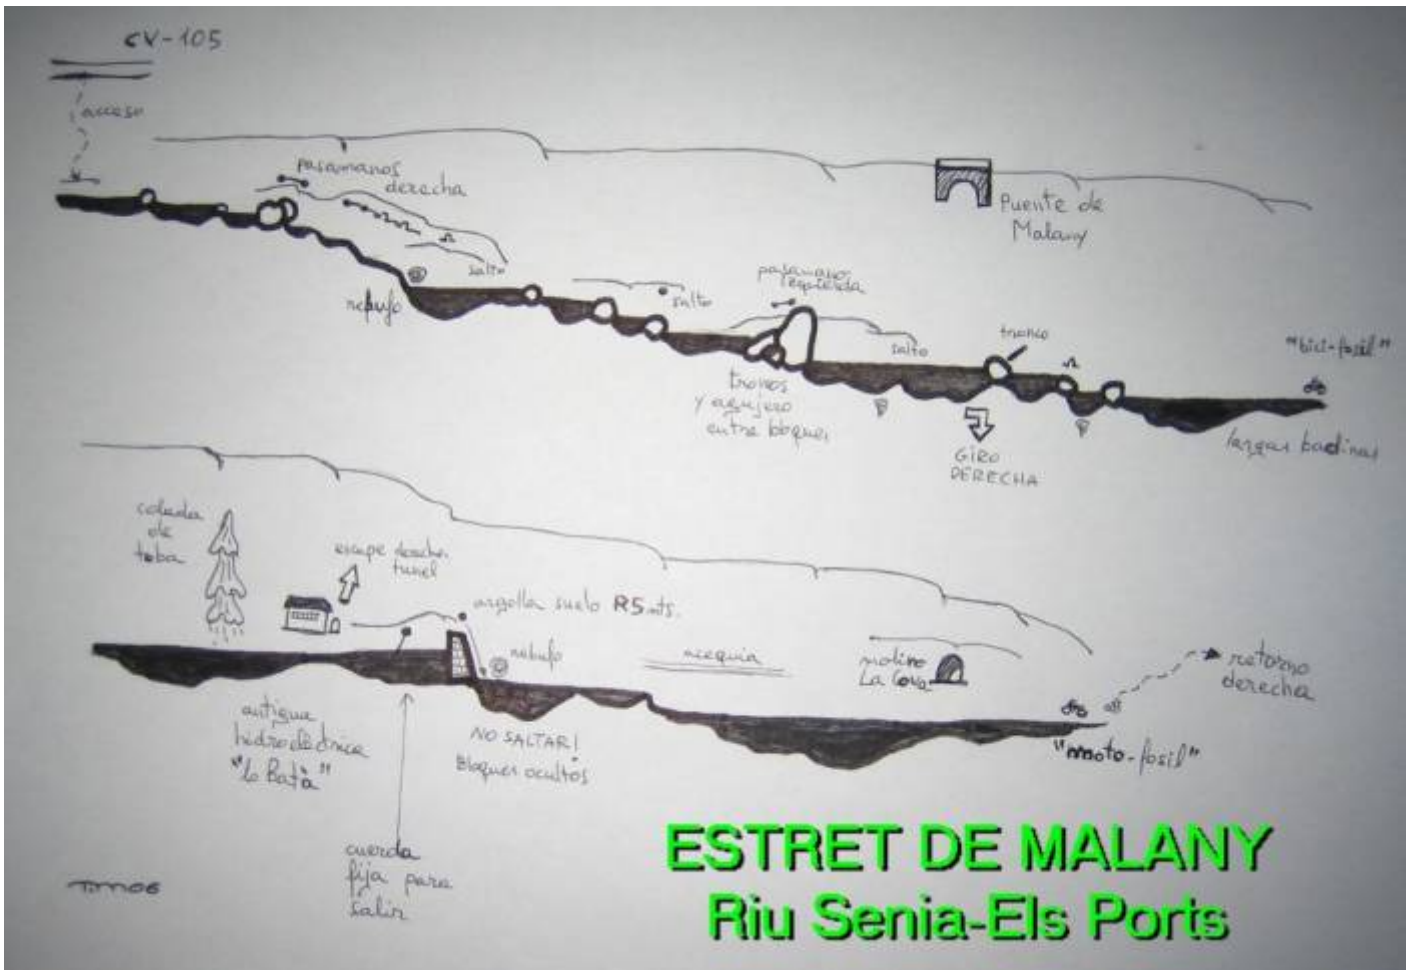 CV-105
acceso
pasamanos
derecha
salto
rebufo
salto
pasamano
izquierda
Puente de
Malany
tronco
salto
"bici-fosil"
troncos
y agujero
entre bloques
GIRO
DERECHA
largas badinas
colada
de
toba
escape derecha
tunel
argolla suelo R5 mts.
rebufo
acequia
molino
La Cova
retorno
derecha
antigua
hidroeléctrica
"lo Batà"
NO SALTAR!
Bloques ocultos
"moto-fosil"
cuerda
fija para
salir
ESTRET DE MALANY
Riu Senia-Els Ports